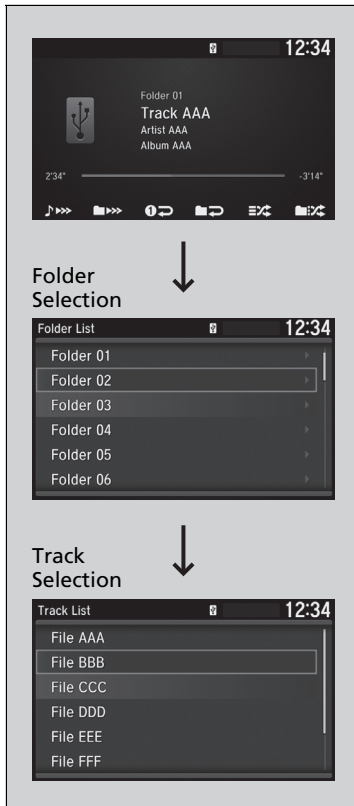 12:34
Folder 01
Track AAA
Artist AAA
Album AAA
2'34"
-3'14"
Folder
Selection
Folder List
12:34
Folder 01
Folder 02
Folder 03
Folder 04
Folder 05
Folder 06
Track
Selection
Track List
12:34
File AAA
File BBB
File CCC
File DDD
File EEE
File FFF